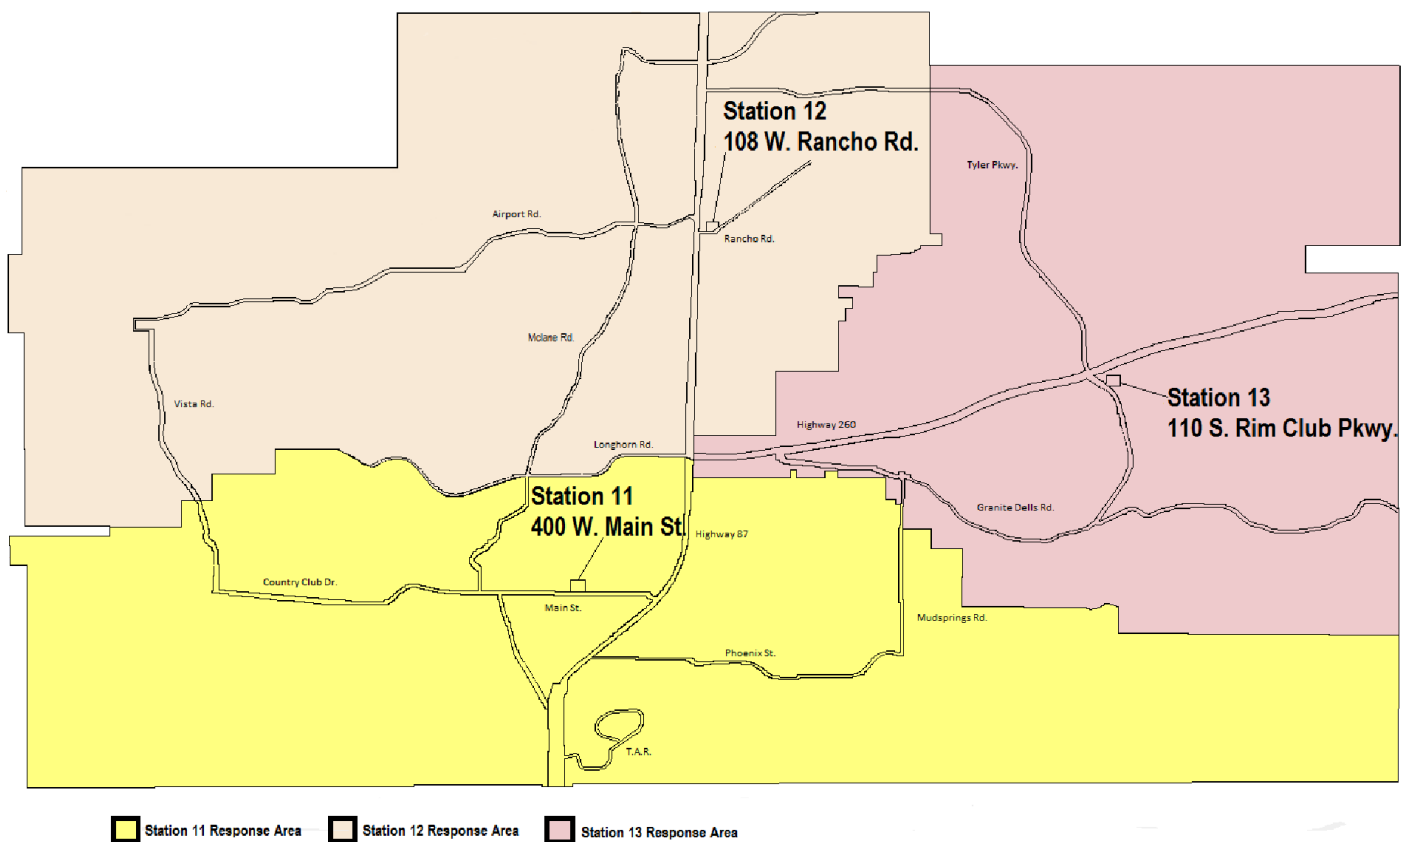 Station 12
108 W. Rancho Rd.
Tyler Pkwy.
Airport Rd.
Rancho Rd.
Mclane Rd.
Station 13
110 S. Rim Club Pkwy.
Vista Rd.
Highway 260
Longhorn Rd.
Station 11
400 W. Main St.
Granite Dells Rd.
Highway 87
Country Club Dr.
Main St.
Mudsprings Rd.
Phoenix St.
T.A.R.
Station 11 Response Area
Station 12 Response Area
Station 13 Response Area